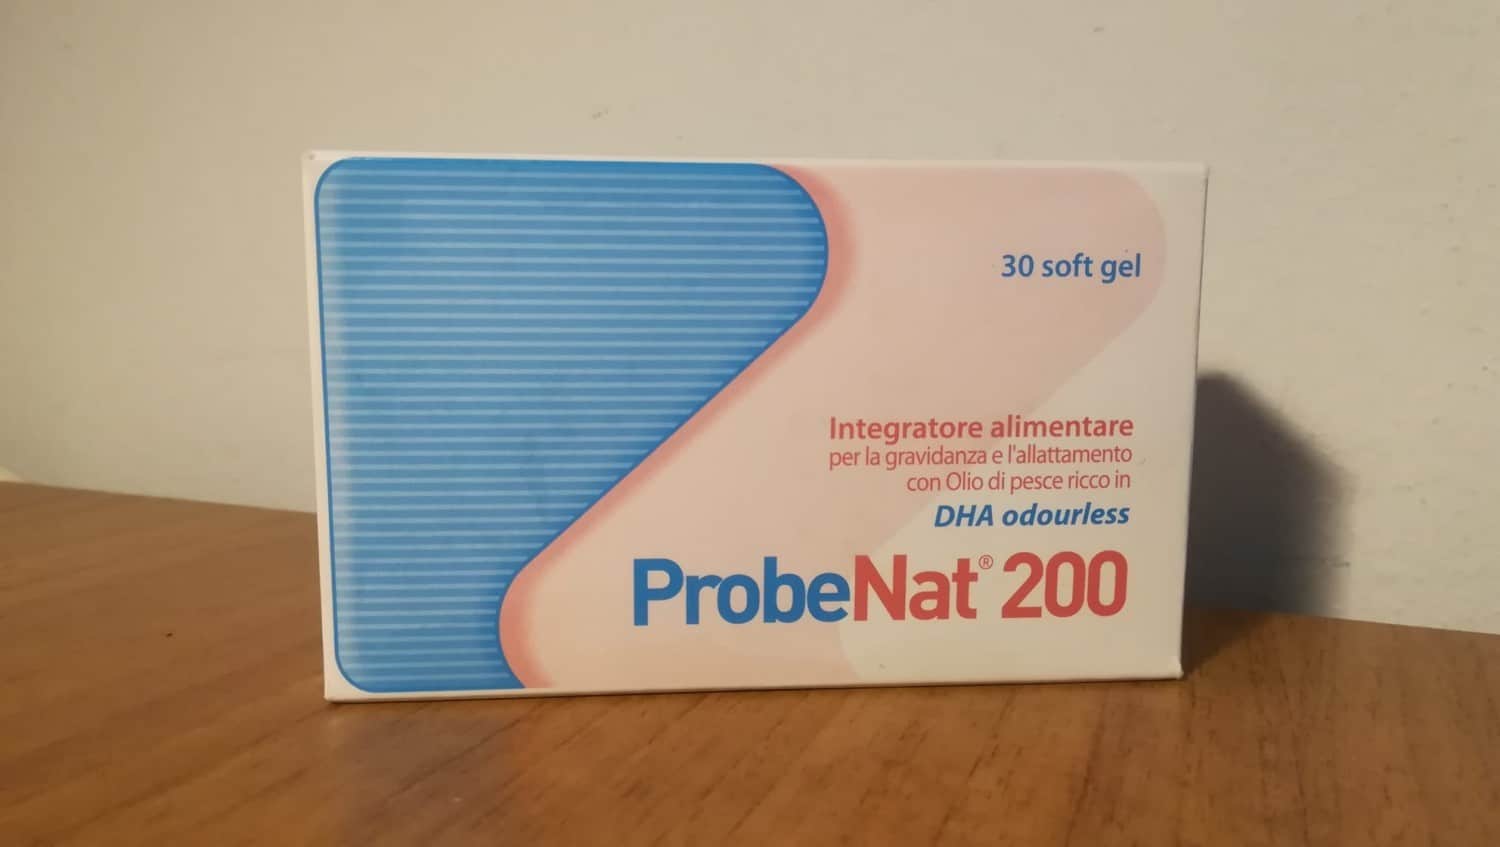 30 soft gel
Integratore alimentare
per la gravidanza e l'allattamento
con Olio di pesce ricco in
DHA odourless
ProbeNat® 200